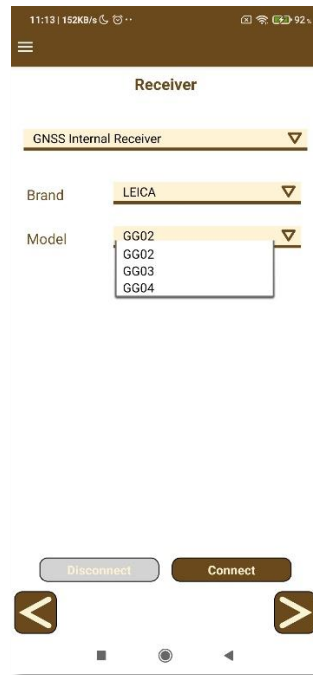 11:13 | 152KB/s
92
Receiver
GNSS Internal Receiver
Brand LEICA
Model GG02
GG02
GG03
GG04
Disconnect Connect